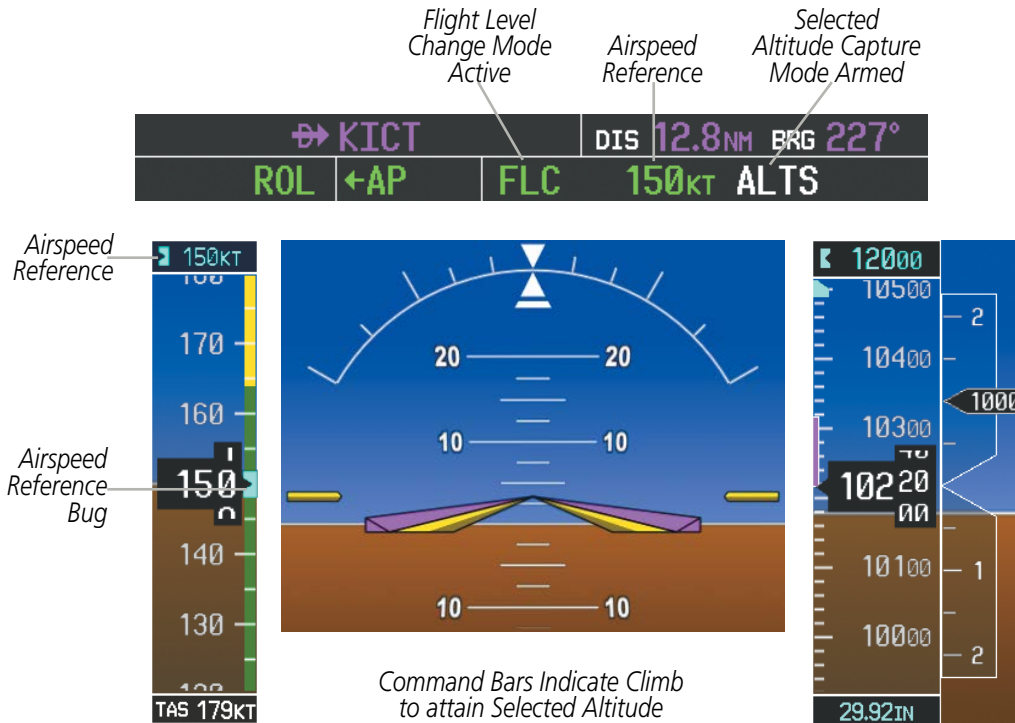 Flight Level
Change Mode
Active
Airspeed
Reference
Selected
Altitude Capture
Mode Armed
KICT DIS 12.8NM BRG 227°
ROL ←AP FLC 150KT ALTS
Airspeed
Reference
150KT
170
160
150
140
130
TAS 179KT
Airspeed
Reference
Bug
20 20
10 10
10 10
12000
10500
10400
10300
10220
00
10100
10000
29.92IN
2
1000
1
2
Command Bars Indicate Climb
to attain Selected Altitude